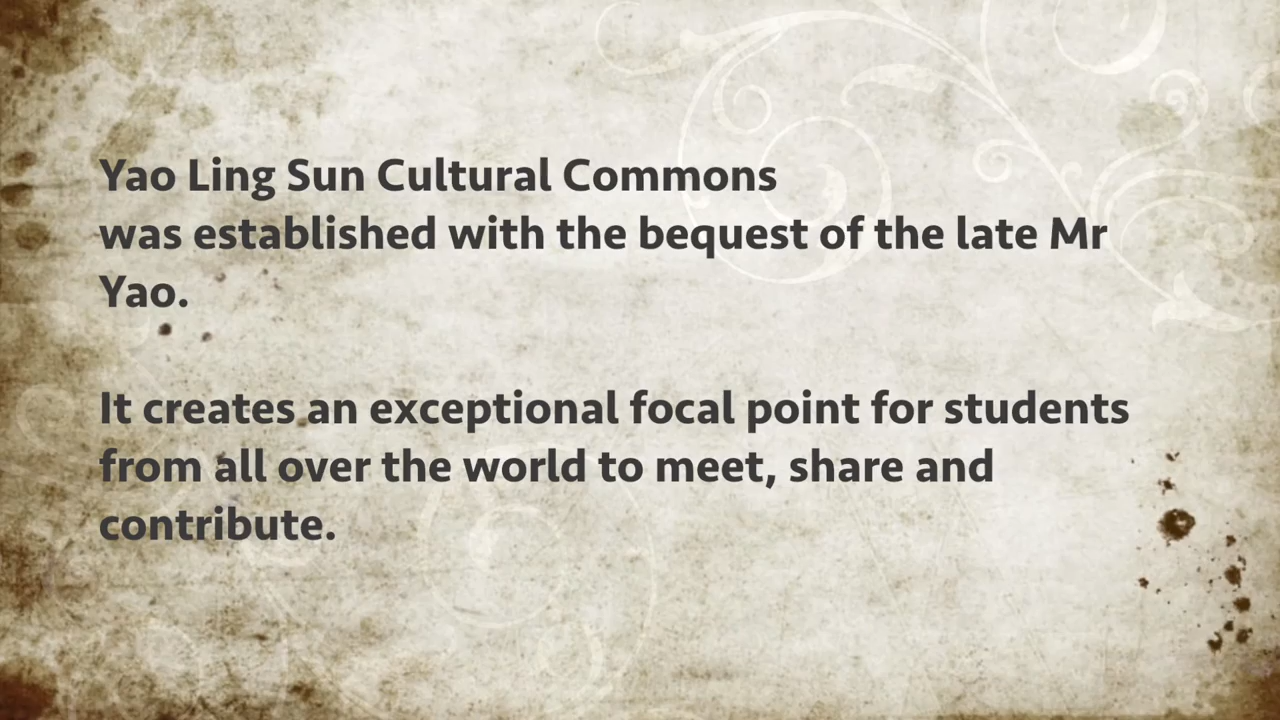 Yao Ling Sun Cultural Commons
was established with the bequest of the late Mr
Yao.
It creates an exceptional focal point for students
from all over the world to meet, share and
contribute.